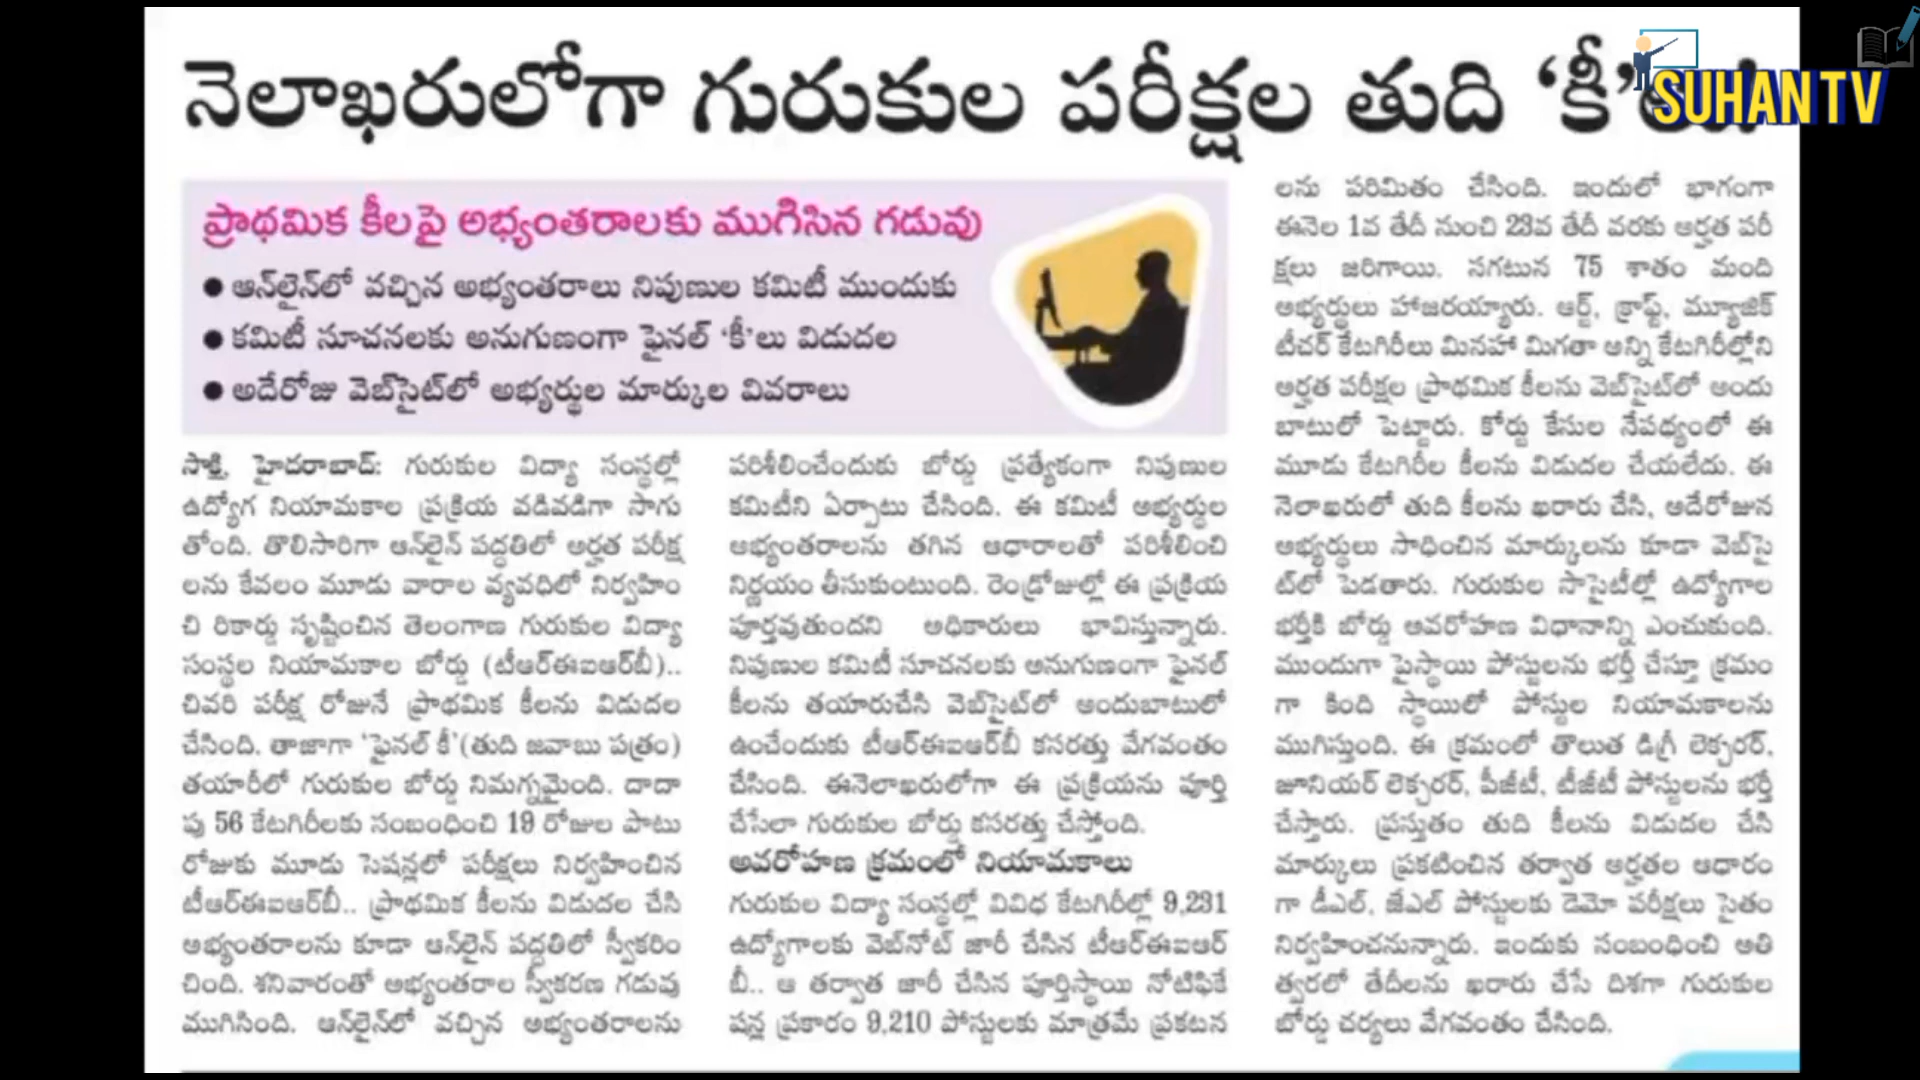 నెలాఖరులోగా గురుకుల పరీక్షల తుది ‘కీ’
SUHAN TV
ప్రాథమిక కీలపై అభ్యంతరాలకు ముగిసిన గడువు
● ఆన్‌లైన్‌లో వచ్చిన అభ్యంతరాలు నిపుణుల కమిటీ ముందుకు
● కమిటీ సూచనలకు అనుగుణంగా ఫైనల్ ‘కీ’లు విడుదల
● అదేరోజు వెబ్‌సైట్‌లో అభ్యర్థుల మార్కుల వివరాలు
సాక్షి, హైదరాబాద్: గురుకుల విద్యా సంస్థల్లో
ఉద్యోగ నియామకాల ప్రక్రియ వడివడిగా సాగు
తోంది. తొలిసారిగా ఆన్‌లైన్ పద్ధతిలో అర్హత పరీక్ష
లను కేవలం మూడు వారాల వ్యవధిలో నిర్వహిం
చి రికార్డు సృష్టించిన తెలంగాణ గురుకుల విద్యా
సంస్థల నియామకాల బోర్డు (టీఆర్ఈఐఆర్‌బీ)..
చివరి పరీక్ష రోజునే ప్రాథమిక కీలను విడుదల
చేసింది. తాజాగా ‘ఫైనల్ కీ’(తుది జవాబు పత్రం)
తయారీలో గురుకుల బోర్డు నిమగ్నమైంది. దాదా
పు 56 కేటగిరీలకు సంబంధించి 19 రోజుల పాటు
రోజుకు మూడు సెషన్లలో పరీక్షలు నిర్వహించిన
టీఆర్ఈఐఆర్‌బీ.. ప్రాథమిక కీలను విడుదల చేసి
అభ్యంతరాలను కూడా ఆన్‌లైన్ పద్ధతిలో స్వీకరిం
చింది. శనివారంతో అభ్యంతరాల స్వీకరణ గడువు
ముగిసింది. ఆన్‌లైన్‌లో వచ్చిన అభ్యంతరాలను
పరిశీలించేందుకు బోర్డు ప్రత్యేకంగా నిపుణుల
కమిటీని ఏర్పాటు చేసింది. ఈ కమిటీ అభ్యర్థుల
అభ్యంతరాలను తగిన ఆధారాలతో పరిశీలించి
నిర్ణయం తీసుకుంటుంది. రెండ్రోజుల్లో ఈ ప్రక్రియ
పూర్తవుతుందని అధికారులు భావిస్తున్నారు.
నిపుణుల కమిటీ సూచనలకు అనుగుణంగా ఫైనల్
కీలను తయారుచేసి వెబ్‌సైట్‌లో అందుబాటులో
ఉంచేందుకు టీఆర్ఈఐఆర్‌బీ కసరత్తు వేగవంతం
చేసింది. ఈనెలాఖరులోగా ఈ ప్రక్రియను పూర్తి
చేసేలా గురుకుల బోర్డు కసరత్తు చేస్తోంది.
అవరోహణ క్రమంలో నియామకాలు
గురుకుల విద్యా సంస్థల్లో వివిధ కేటగిరీల్లో 9,231
ఉద్యోగాలకు వెబ్‌నోట్ జారీ చేసిన టీఆర్ఈఐఆర్
బీ.. ఆ తర్వాత జారీ చేసిన పూర్తిస్థాయి నోటిఫికే
షన్ల ప్రకారం 9,210 పోస్టులకు మాత్రమే ప్రకటన
లను పరిమితం చేసింది. ఇందులో భాగంగా
ఈనెల 1వ తేదీ నుంచి 23వ తేదీ వరకు అర్హత పరీ
క్షలు జరిగాయి. సగటున 75 శాతం మంది
అభ్యర్థులు హాజరయ్యారు. ఆర్ట్, క్రాఫ్ట్, మ్యూజిక్
టీచర్ కేటగిరీలు మినహా మిగతా అన్ని కేటగిరీల్లోని
అర్హత పరీక్షల ప్రాథమిక కీలను వెబ్‌సైట్‌లో అందు
బాటులో పెట్టారు. కోర్టు కేసుల నేపథ్యంలో ఈ
మూడు కేటగిరీల కీలను విడుదల చేయలేదు. ఈ
నెలాఖరులో తుది కీలను ఖరారు చేసి, ఆదేరోజున
అభ్యర్థులు సాధించిన మార్కులను కూడా వెబ్‌సై
ట్‌లో పెడతారు. గురుకుల సొసైటీల్లో ఉద్యోగాల
భర్తీకి బోర్డు అవరోహణ విధానాన్ని ఎంచుకుంది.
ముందుగా పైస్థాయి పోస్టులను భర్తీ చేస్తూ క్రమం
గా కింది స్థాయిలో పోస్టుల నియామకాలను
ముగిస్తుంది. ఈ క్రమంలో తొలుత డిగ్రీ లెక్చరర్,
జూనియర్ లెక్చరర్, పీజీటీ, టీజీటీ పోస్టులను భర్తీ
చేస్తారు. ప్రస్తుతం తుది కీలను విడుదల చేసి
మార్కులు ప్రకటించిన తర్వాత అర్హతల ఆధారం
గా డీఎల్, జేఎల్ పోస్టులకు డెమో పరీక్షలు సైతం
నిర్వహించనున్నారు. ఇందుకు సంబంధించి అతి
త్వరలో తేదీలను ఖరారు చేసే దిశగా గురుకుల
బోర్డు చర్యలు వేగవంతం చేసింది.